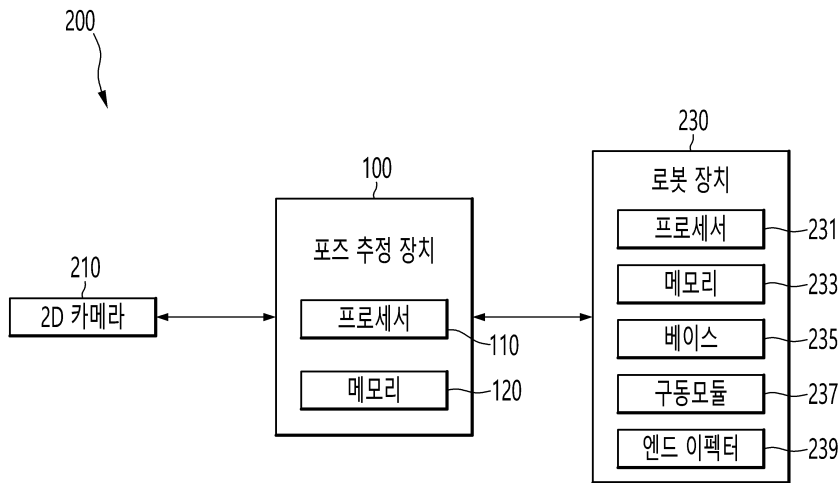 200
210
2D 카메라
100
포즈 추정 장치
프로세서
110
메모리
120
230
로봇 장치
프로세서
231
메모리
233
베이스
235
구동모듈
237
엔드 이펙터
239